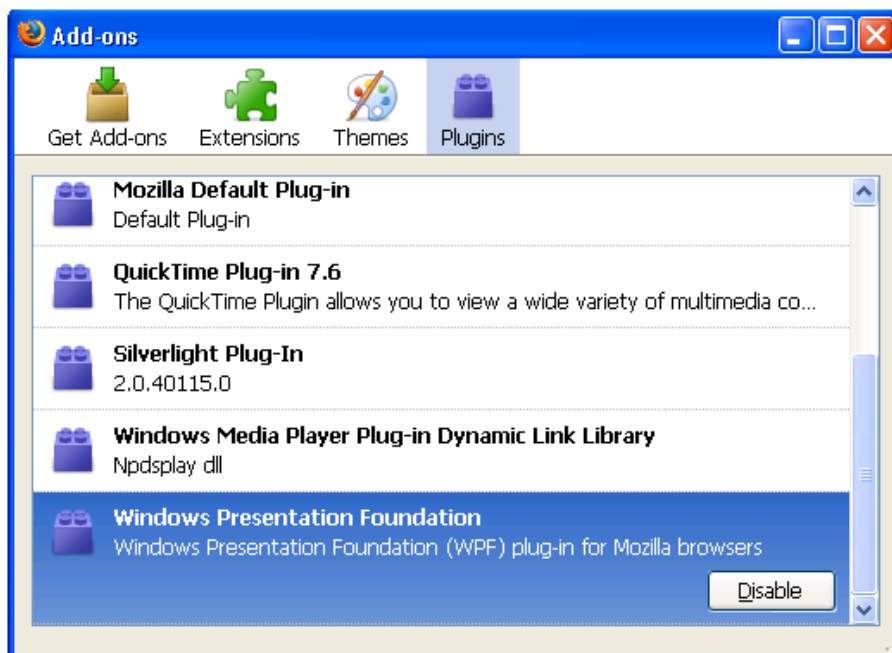 Add-ons
Get Add-ons Extensions Themes Plugins
Mozilla Default Plug-in
Default Plug-in
QuickTime Plug-in 7.6
The QuickTime Plugin allows you to view a wide variety of multimedia co...
Silverlight Plug-In
2.0.40115.0
Windows Media Player Plug-in Dynamic Link Library
Npdsplay dll
Windows Presentation Foundation
Windows Presentation Foundation (WPF) plug-in for Mozilla browsers
Disable